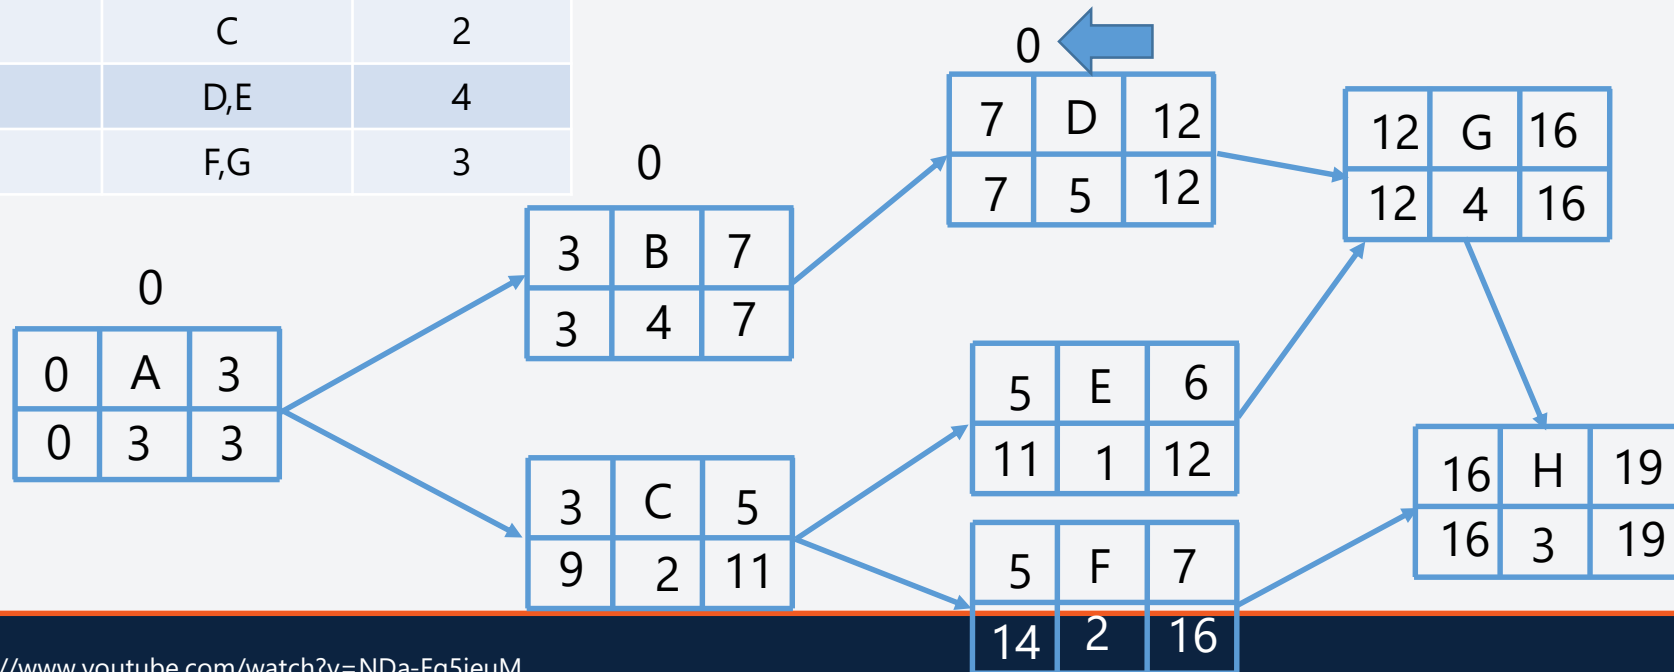 C 2
D,E 4
F,G 3
0
0 A 3
0 3 3
0
3 B 7
3 4 7
3 C 5
9 2 11
0
7 D 12
7 5 12
5 E 6
11 1 12
5 F 7
14 2 16
12 G 16
12 4 16
16 H 19
16 3 19